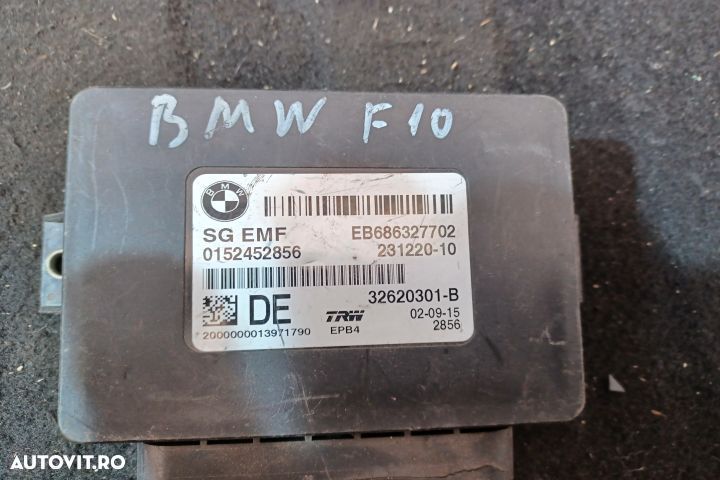 BMW F10
BMW
SG EMF EB686327702
0152452856 231220-10
32620301-B
DE TRW 02-09-15
EPB4 2856
2000000013971790
AUTOVIT.RO